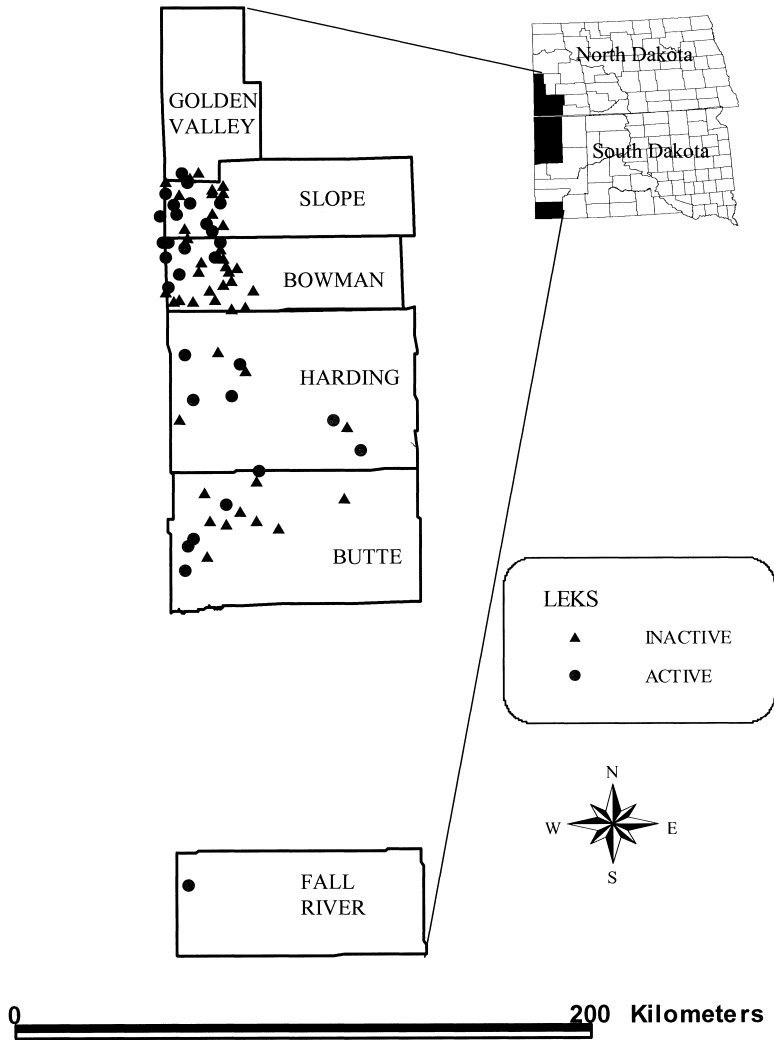 North Dakota
GOLDEN
VALLEY
South Dakota
SLOPE
BOWMAN
HARDING
BUTTE
LEKS
INACTIVE
ACTIVE
N
W E
S
FALL
RIVER
0 200 Kilometers